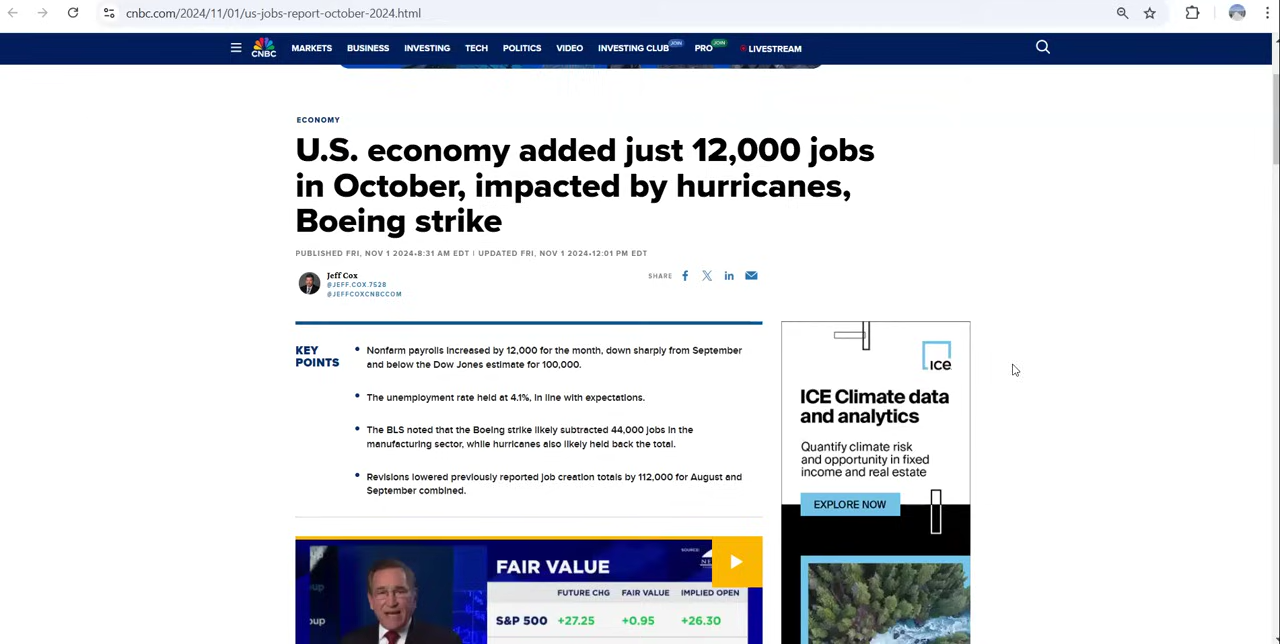 cnbc.com/2024/11/01/us-jobs-report-october-2024.html
CNBC
MARKETS BUSINESS INVESTING TECH POLITICS VIDEO INVESTING CLUB JOIN PRO JOIN LIVESTREAM
ECONOMY
U.S. economy added just 12,000 jobs
in October, impacted by hurricanes,
Boeing strike
PUBLISHED FRI, NOV 1 2024•8:31 AM EDT | UPDATED FRI, NOV 1 2024•12:01 PM EDT
Jeff Cox
@JEFF.COX.7528
@JEFFCOXCNBCCOM
SHARE
KEY
POINTS
Nonfarm payrolls increased by 12,000 for the month, down sharply from September
and below the Dow Jones estimate for 100,000.
The unemployment rate held at 4.1%, in line with expectations.
The BLS noted that the Boeing strike likely subtracted 44,000 jobs in the
manufacturing sector, while hurricanes also likely held back the total.
Revisions lowered previously reported job creation totals by 112,000 for August and
September combined.
ICE
ICE Climate data
and analytics
Quantify climate risk
and opportunity in fixed
income and real estate
EXPLORE NOW
SOURCE:
FAIR VALUE
FUTURE CHG FAIR VALUE IMPLIED OPEN
S&P 500 +27.25 +0.95 +26.30
oup